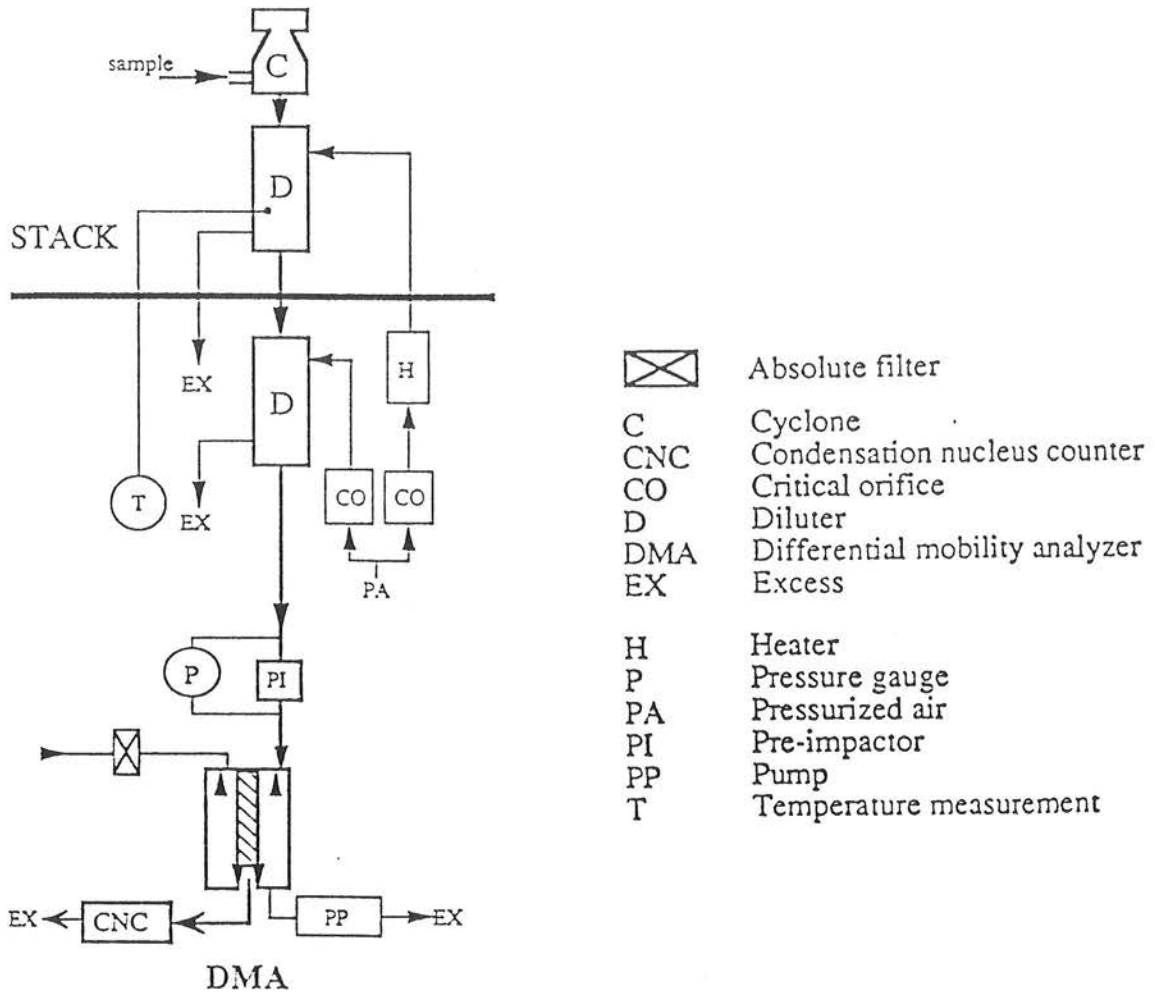 sample
C
D
STACK
EX
H
D
T
EX
CO
CO
PA
P
PI
EX
CNC
PP
EX
DMA
Absolute filter
C Cyclone
CNC Condensation nucleus counter
CO Critical orifice
D Diluter
DMA Differential mobility analyzer
EX Excess
H Heater
P Pressure gauge
PA Pressurized air
PI Pre-impactor
PP Pump
T Temperature measurement